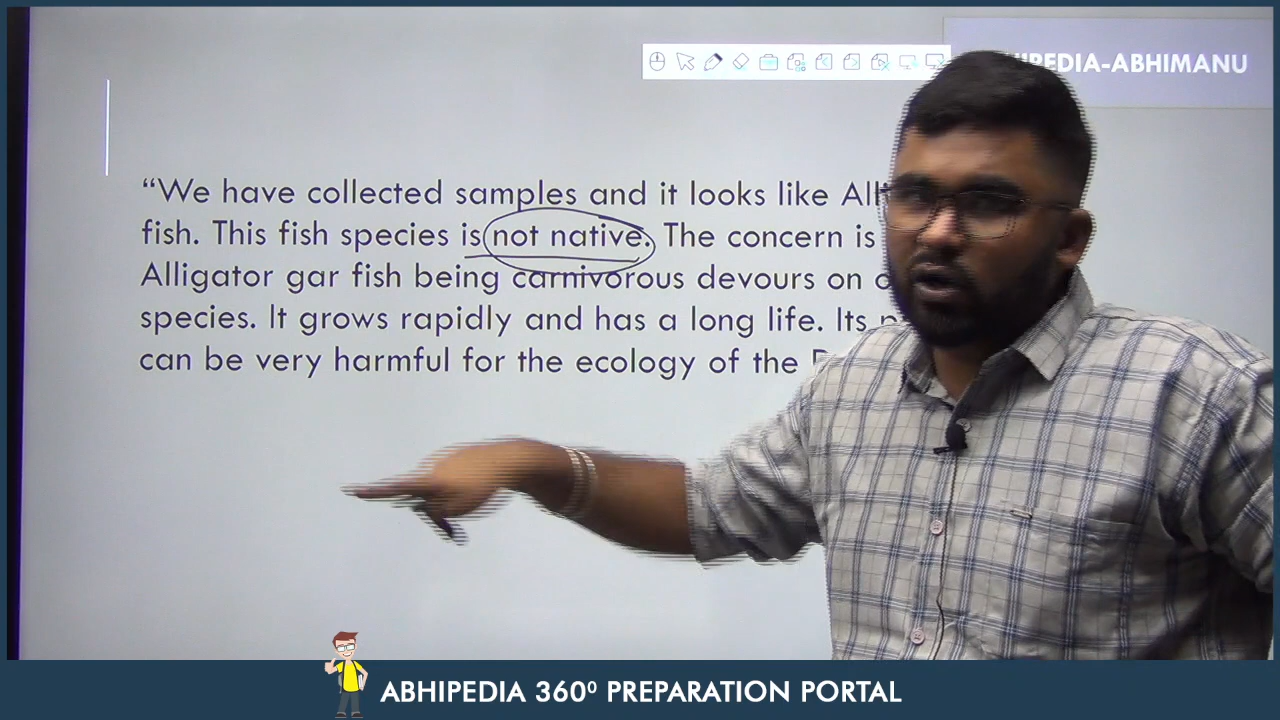 PEDIA-ABHIMANU
“We have collected samples and it looks like
fish. This fish species is not native. The concern is
Alligator gar fish being carnivorous devours on
species. It grows rapidly and has a long life. Its
can be very harmful for the ecology of the
ABHIPEDIA 360⁰ PREPARATION PORTAL